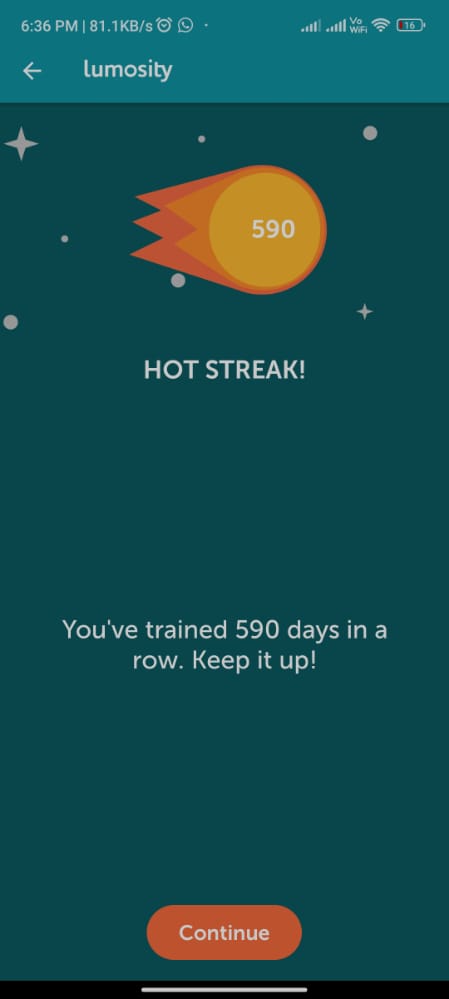 6:36 PM | 81.1KB/s
Vo
WiFi
16
lumosity
590
HOT STREAK!
You've trained 590 days in a
row. Keep it up!
Continue